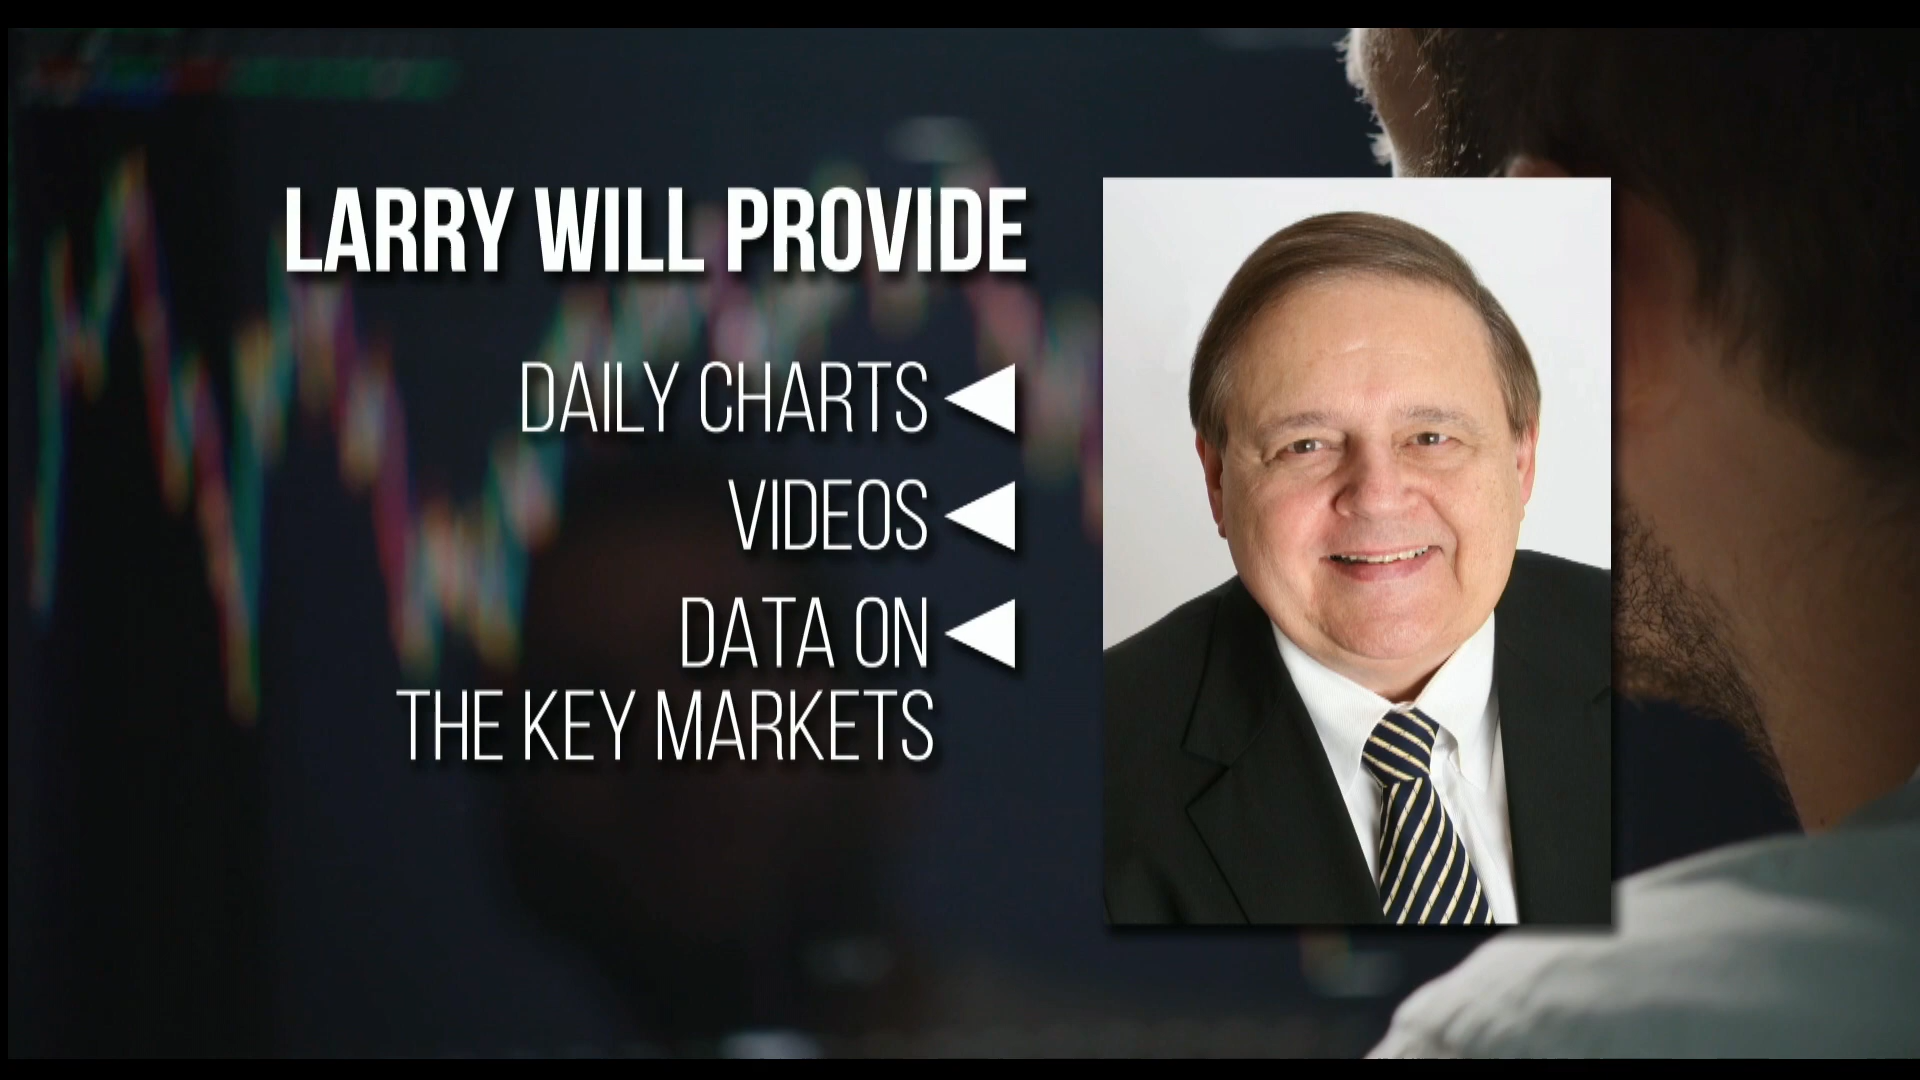 LARRY WILL PROVIDE
DAILY CHARTS
VIDEOS
DATA ON
THE KEY MARKETS